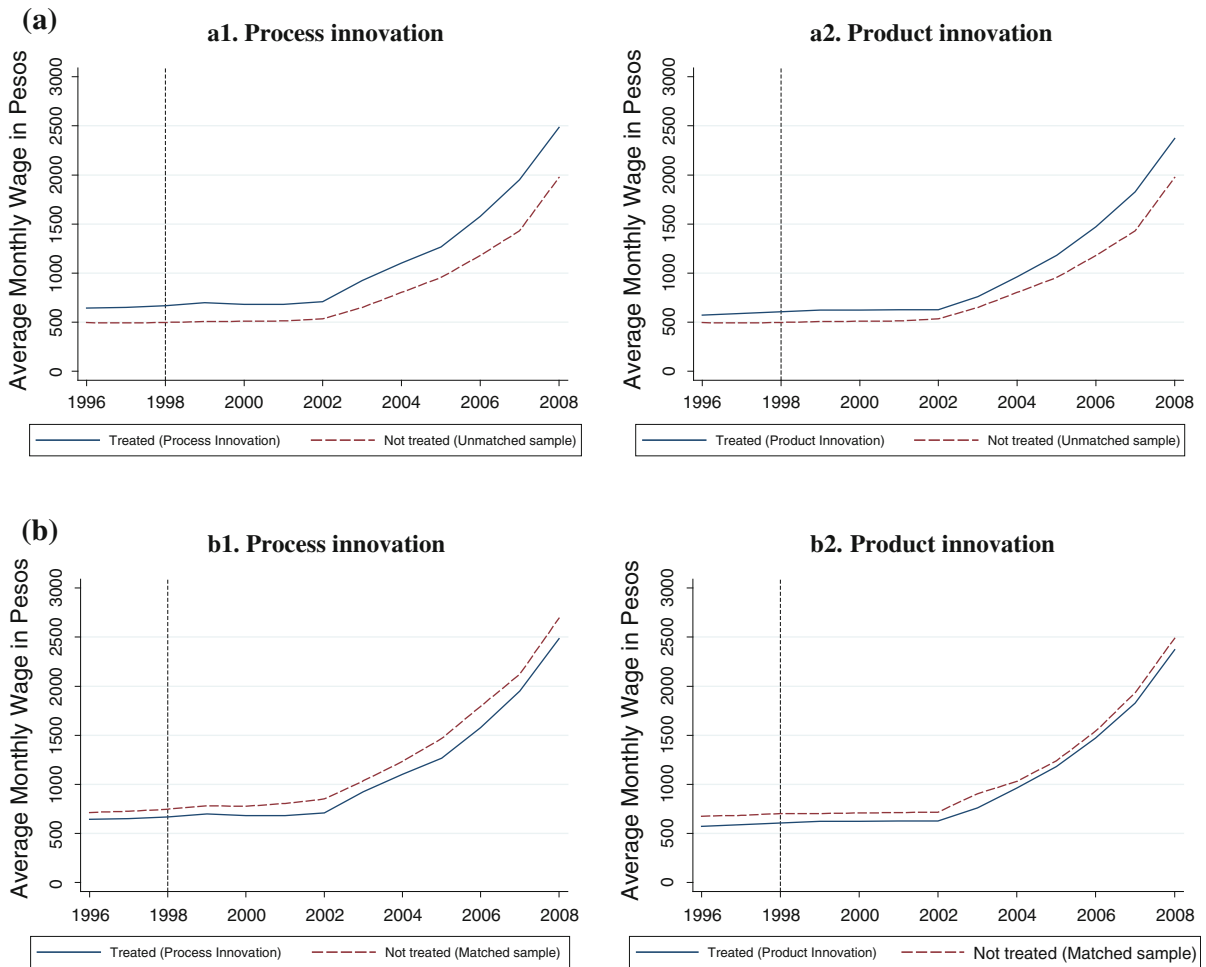 (a)
a1. Process innovation
Average Monthly Wage in Pesos
3000
2500
2000
1500
1000
500
0
1996 1998 2000 2002 2004 2006 2008
Treated (Process Innovation) Not treated (Unmatched sample)
a2. Product innovation
Average Monthly Wage in Pesos
3000
2500
2000
1500
1000
500
0
1996 1998 2000 2002 2004 2006 2008
Treated (Product Innovation) Not treated (Unmatched sample)
(b)
b1. Process innovation
Average Monthly Wage in Pesos
3000
2500
2000
1500
1000
500
0
1996 1998 2000 2002 2004 2006 2008
Treated (Process Innovation) Not treated (Matched sample)
b2. Product innovation
Average Monthly Wage in Pesos
3000
2500
2000
1500
1000
500
0
1996 1998 2000 2002 2004 2006 2008
Treated (Product Innovation) Not treated (Matched sample)